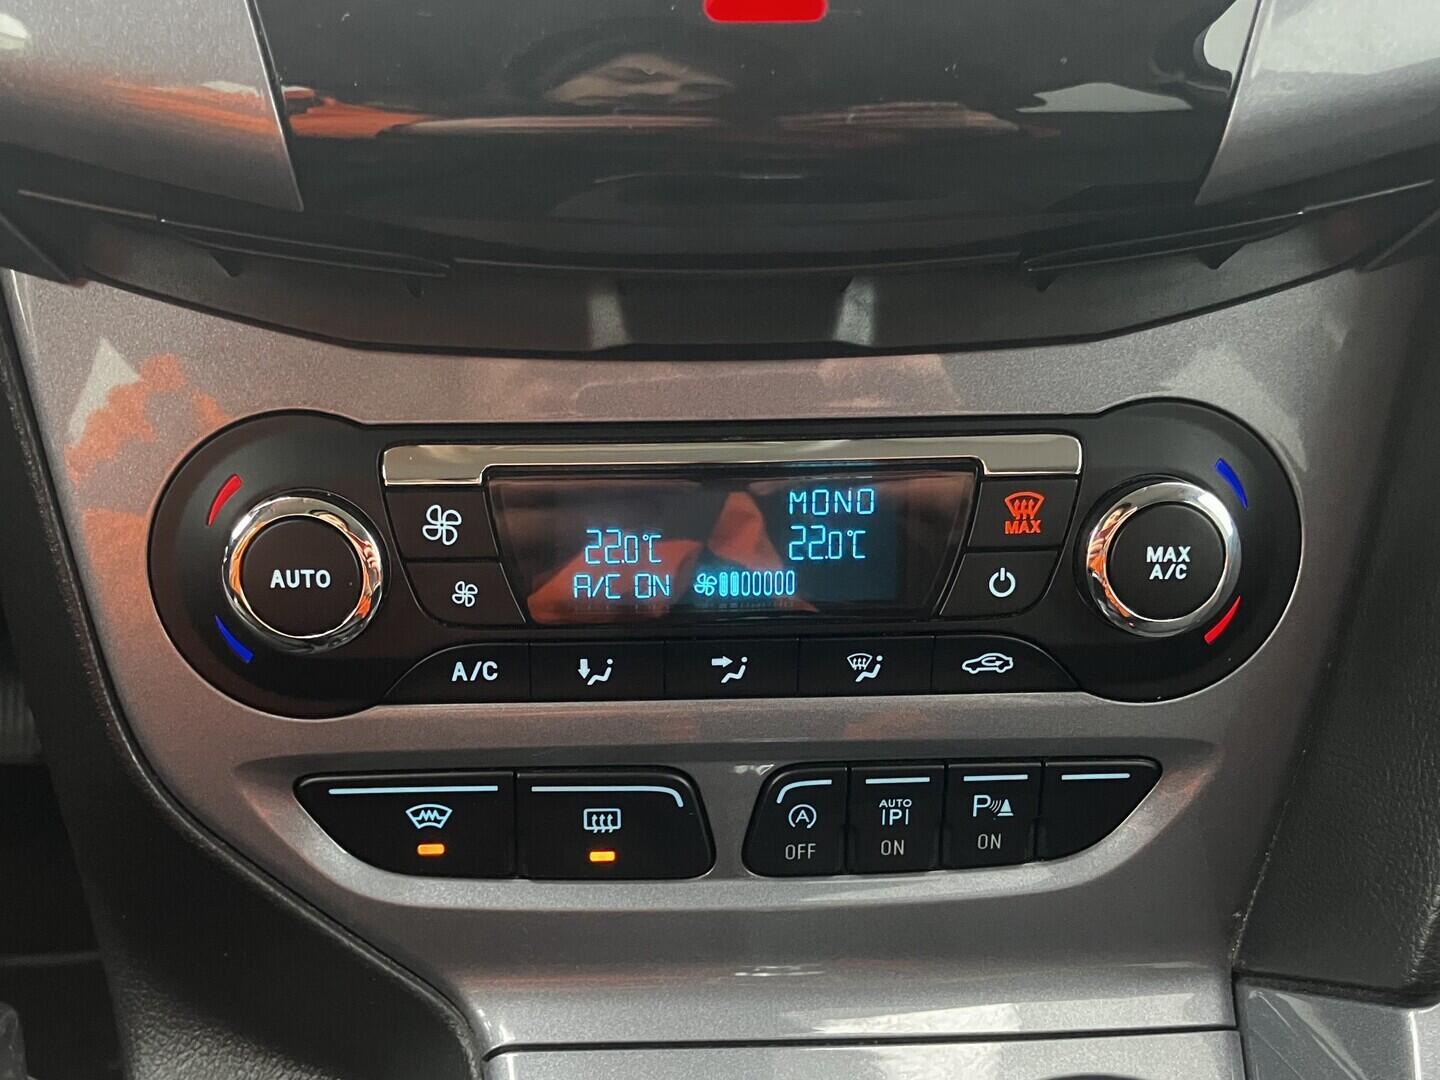 MONO
22.0°C 22.0°C
A/C ON
AUTO
MAX
MAX
A/C
A/C
A
OFF
AUTO
P
ON
P
ON